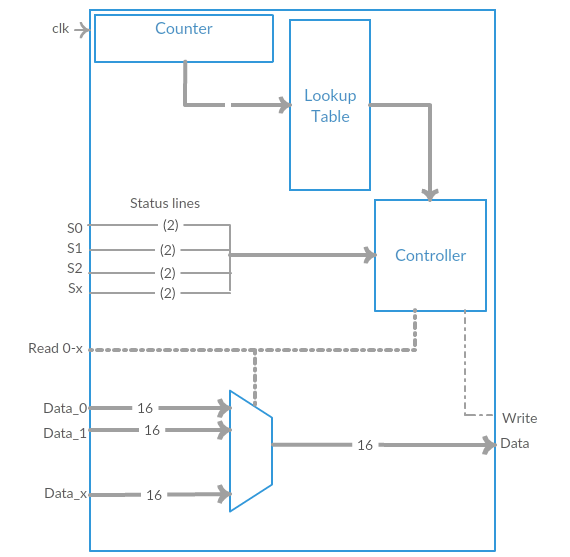 clk
Counter
Lookup
Table
Status lines
S0
(2)
S1
(2)
S2
(2)
Sx
(2)
Controller
Read 0-x
Data_0
16
Data_1
16
Write
16
Data
Data_x
16